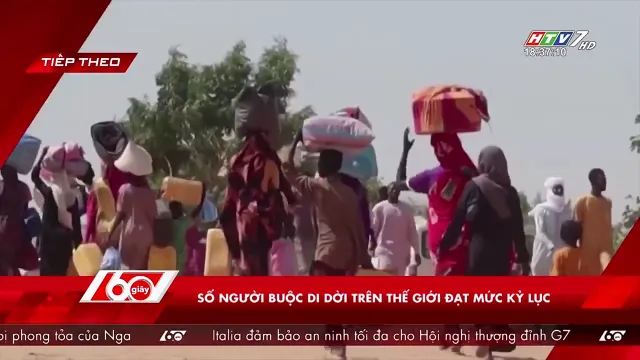 TIẾP THEO
HTV7 HD
18:37:10
60 giây
SỐ NGƯỜI BUỘC DI DỜI TRÊN THẾ GIỚI ĐẠT MỨC KỶ LỤC
phong tỏa của Nga 60 Italia đảm bảo an ninh tối đa cho Hội nghị thượng đỉnh G7 60